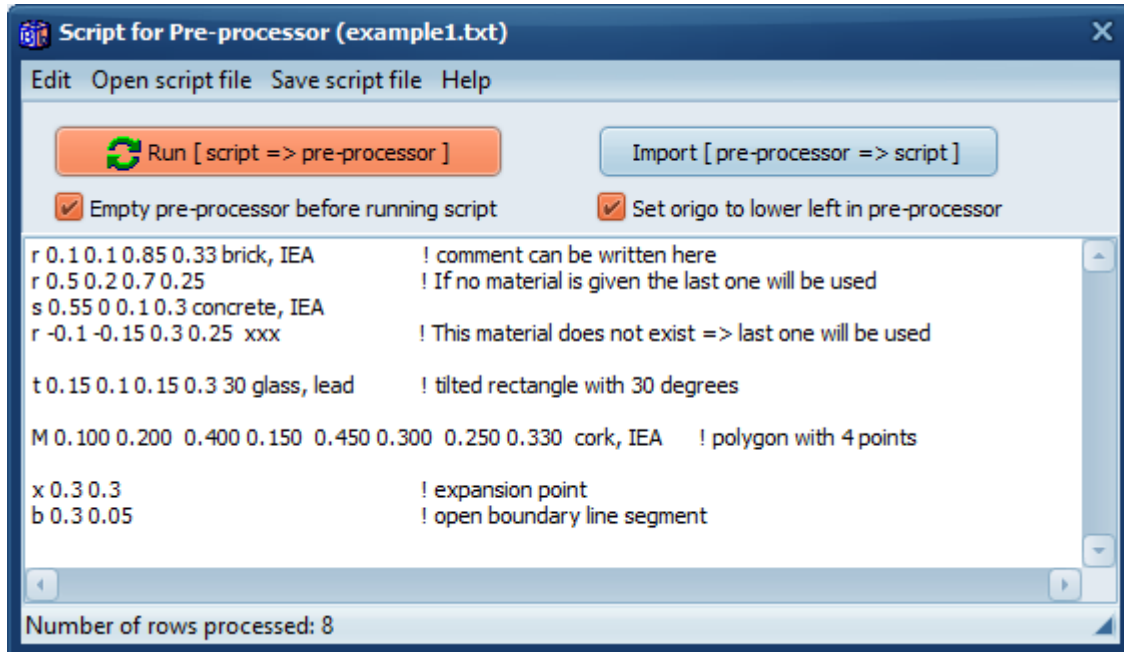 Script for Pre-processor (example1.txt)
Edit Open script file Save script file Help
Run [ script => pre-processor ] Import [ pre-processor => script ]
Empty pre-processor before running script Set origo to lower left in pre-processor
r 0.1 0.1 0.85 0.33 brick, IEA ! comment can be written here
r 0.5 0.2 0.7 0.25 ! If no material is given the last one will be used
s 0.55 0 0.1 0.3 concrete, IEA
r -0.1 -0.15 0.3 0.25 xxx ! This material does not exist => last one will be used
t 0.15 0.1 0.15 0.3 30 glass, lead ! tilted rectangle with 30 degrees
M 0.100 0.200 0.400 0.150 0.450 0.300 0.250 0.330 cork, IEA ! polygon with 4 points
x 0.3 0.3 ! expansion point
b 0.3 0.05 ! open boundary line segment
Number of rows processed: 8